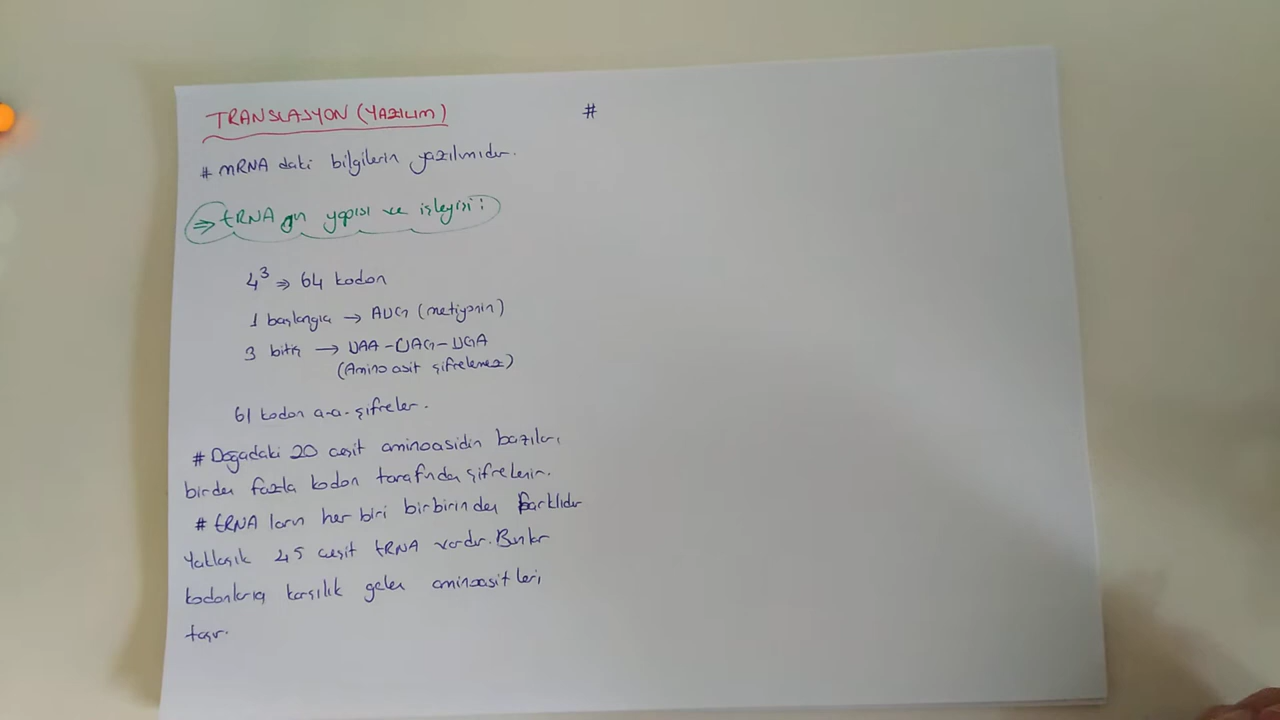 TRANSLASYON (YAZILIM)
# mRNA daki bilgilerin yazılımıdır.
⇒ tRNA ın yapısı ve işleyişi:
4³ ⇒ 64 kodon
1 başlangıç → AUG (metiyonin)
3 bitiş → UAA - UAG - UGA
(Amino asit şifrelemez)
61 kodon a.a. şifreler.
# Doğadaki 20 çeşit aminoasidin bazıları
birden fazla kodon tarafından şifrelenir.
# tRNA ların her biri birbirinden farklıdır
Yaklaşık 45 çeşit tRNA vardır. Bunlar
kodonlara karşılık gelen aminoasitleri
taşır.
#